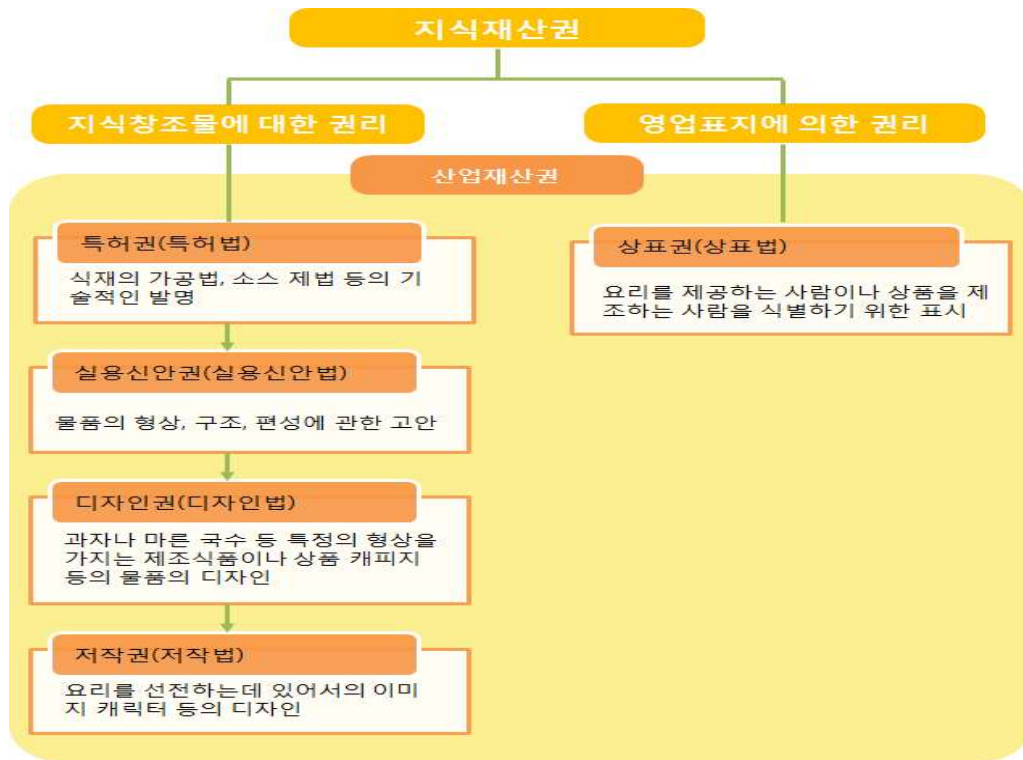 지식재산권
지식창조물에 대한 권리
영업표지에 의한 권리
산업재산권
특허권(특허법)
식재의 가공법, 소스 제법 등의 기
술적인 발명
실용신안권(실용신안법)
물품의 형상, 구조, 편성에 관한 고안
디자인권(디자인법)
과자나 마른 국수 등 특정의 형상을
가지는 제조식품이나 상품 캐피지
등의 물품의 디자인
저작권(저작법)
요리를 선전하는데 있어서의 이미
지 캐릭터 등의 디자인
상표권(상표법)
요리를 제공하는 사람이나 상품을 제
조하는 사람을 식별하기 위한 표시